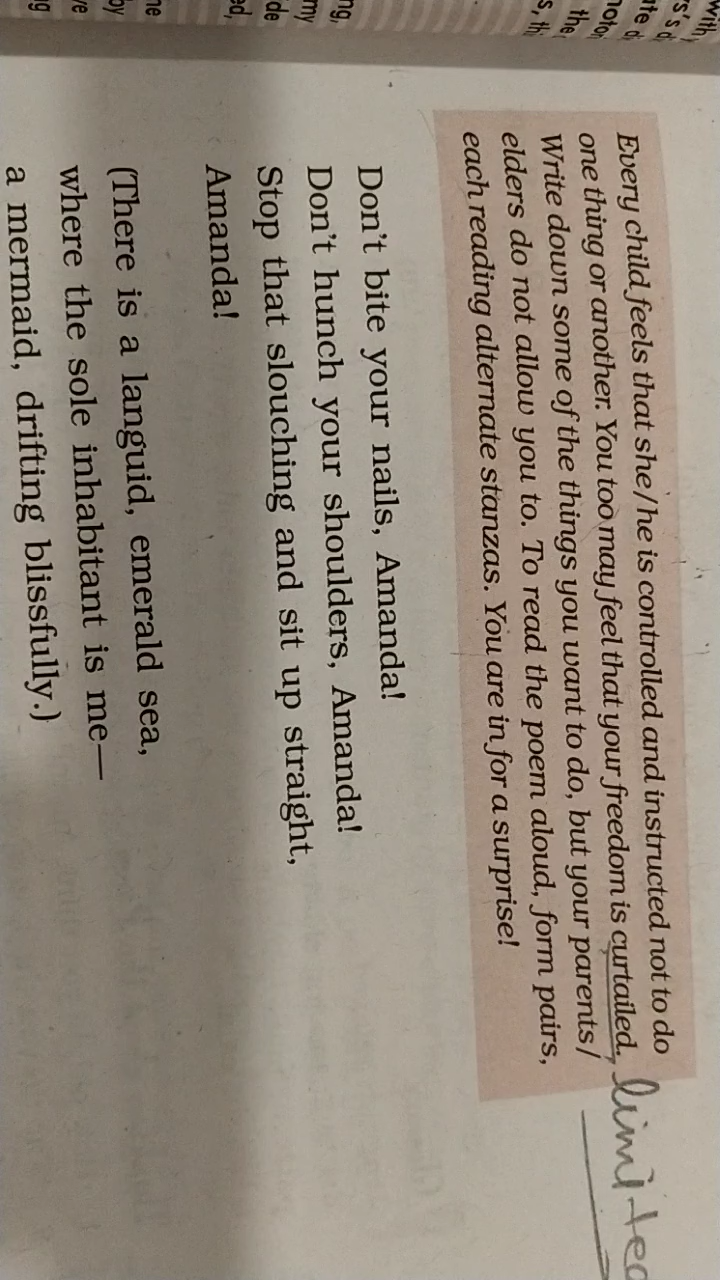 Every child feels that she/he is controlled and instructed not to do
one thing or another. You too may feel that your freedom is curtailed.
Write down some of the things you want to do, but your parents/
elders do not allow you to. To read the poem aloud, form pairs,
each reading alternate stanzas. You are in for a surprise!
limited
Don't bite your nails, Amanda!
Don't hunch your shoulders, Amanda!
Stop that slouching and sit up straight,
Amanda!
(There is a languid, emerald sea,
where the sole inhabitant is me—
a mermaid, drifting blissfully.)